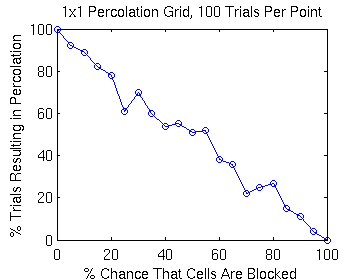 1x1 Percolation Grid, 100 Trials Per Point
% Trials Resulting in Percolation
100
80
60
40
20
0
0 20 40 60 80 100
% Chance That Cells Are Blocked